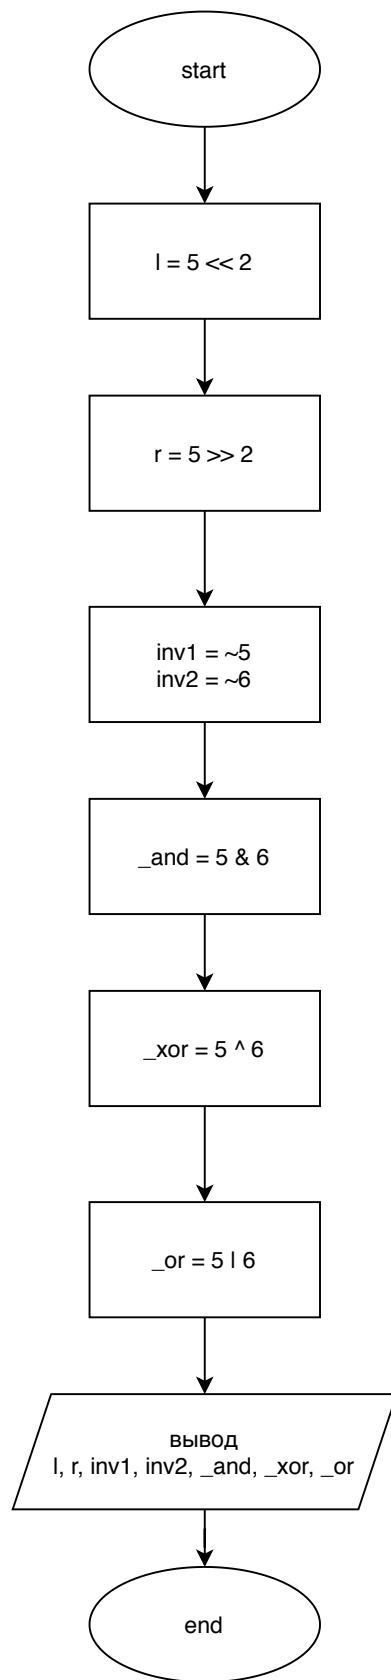 start
l = 5 << 2
r = 5 >> 2
inv1 = ~5
inv2 = ~6
_and = 5 & 6
_xor = 5 ^ 6
_or = 5 | 6
вывод
l, r, inv1, inv2, _and, _xor, _or
end